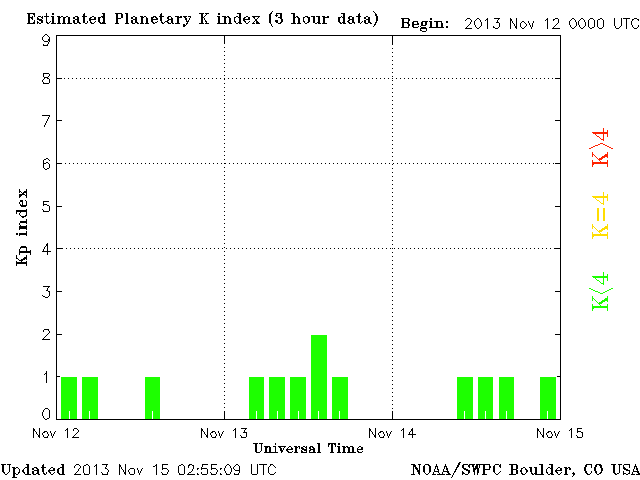 Estimated Planetary K index (3 hour data) Begin: 2013 Nov 12 0000 UTC
9
8
7
6
5
4
3
2
1
0
Kp index
K>4
K=4
K<4
Nov 12 Nov 13 Nov 14 Nov 15
Universal Time
Updated 2013 Nov 15 02:55:09 UTC NOAA/SWPC Boulder, CO USA